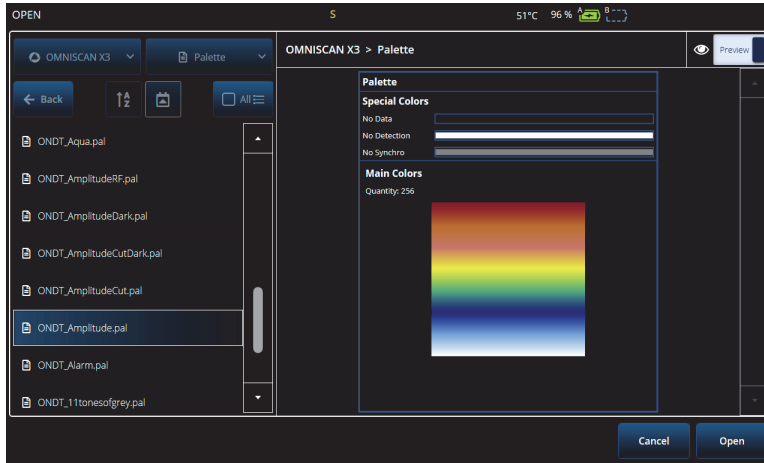 OPEN
S
51°C 96 % A B
OMNISCAN X3
Palette
OMNISCAN X3 > Palette
Preview
Back
A
Z
All
Palette
Special Colors
No Data
No Detection
No Synchro
Main Colors
Quantity: 256
ONDT_Aqua.pal
ONDT_AmplitudeRF.pal
ONDT_AmplitudeDark.pal
ONDT_AmplitudeCutDark.pal
ONDT_AmplitudeCut.pal
ONDT_Amplitude.pal
ONDT_Alarm.pal
ONDT_11tonesofgrey.pal
Cancel
Open